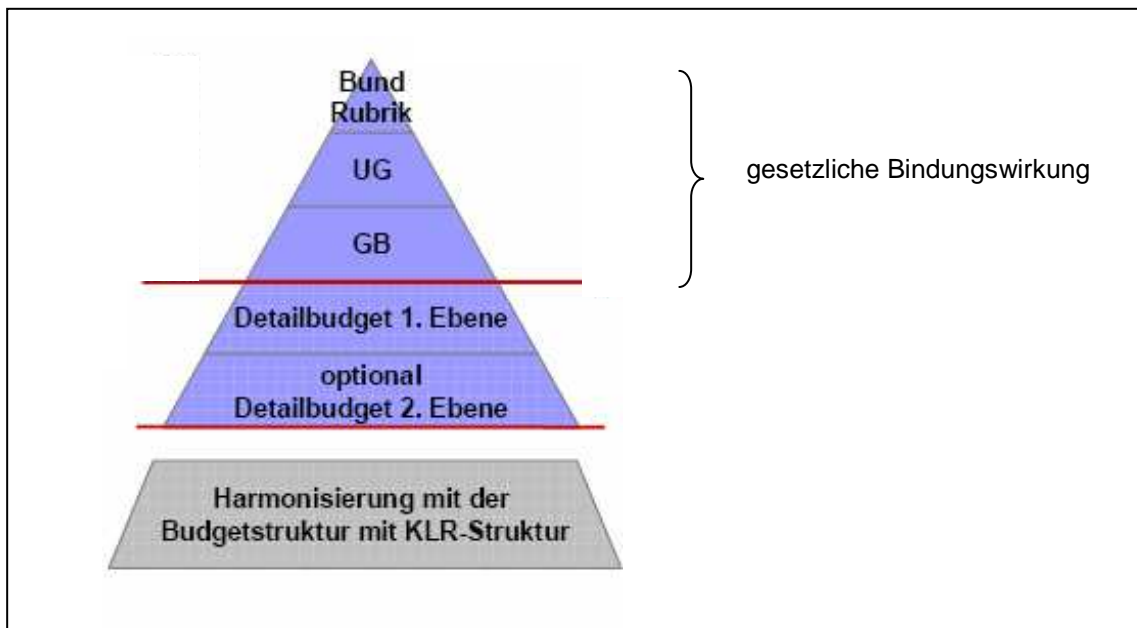 Bund
Rubrik
UG
gesetzliche Bindungswirkung
GB
Detailbudget 1. Ebene
optional
Detailbudget 2. Ebene
Harmonisierung mit der
Budgetstruktur mit KLR-Struktur